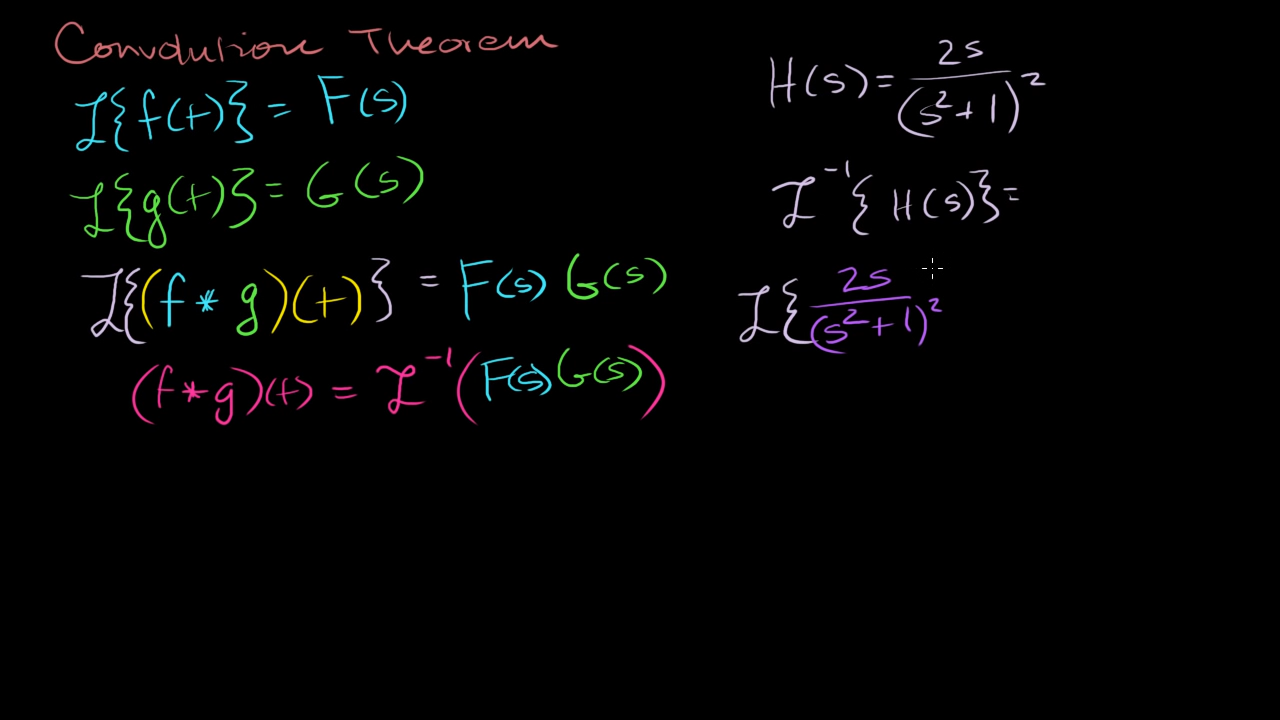 Convolution Theorem
ℒ{f(t)} = F(s)
ℒ{g(t)} = G(s)
ℒ{(f * g)(t)} = F(s) G(s)
(f * g)(t) = ℒ⁻¹(F(s) G(s))
H(s) = 2s / (s² + 1)²
ℒ⁻¹{H(s)} =
ℒ{ 2s / (s² + 1)²